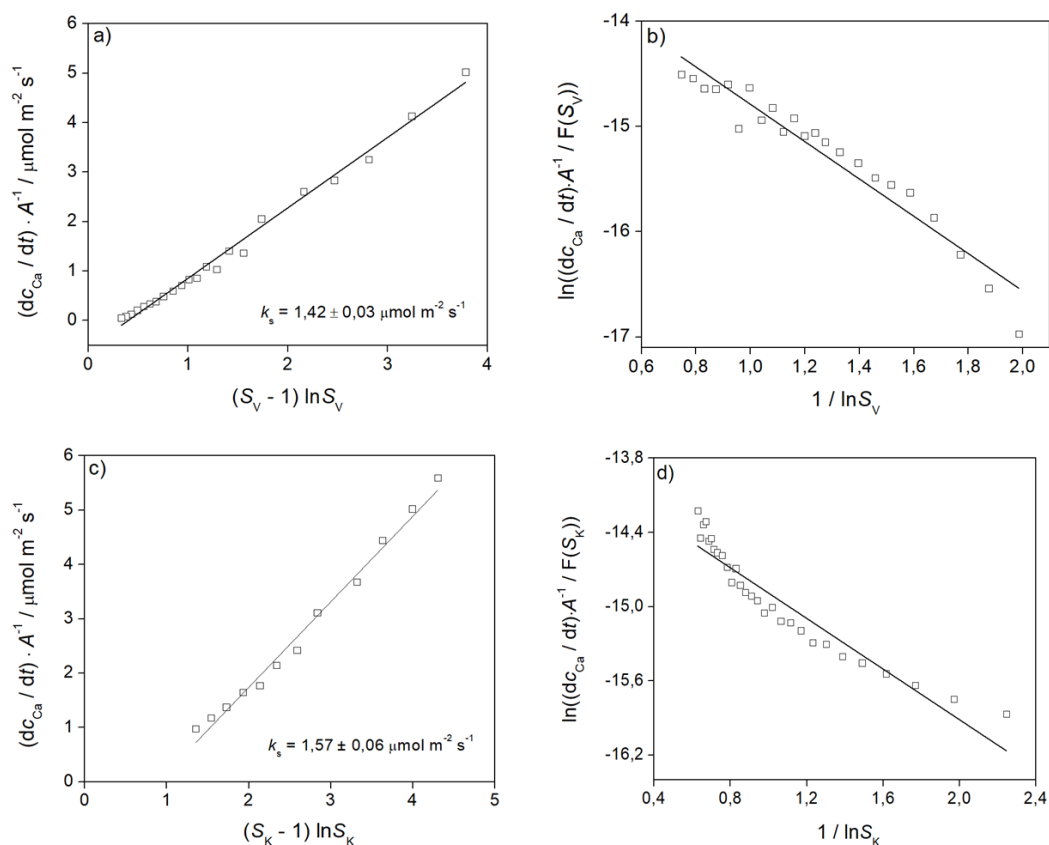 a)
6
5
4
3
2
1
0
0 1 2 3 4
(dc_Ca / dt) · A⁻¹ / μmol m⁻² s⁻¹
k_s = 1,42 ± 0,03 μmol m⁻² s⁻¹
(S_V - 1) lnS_V
b)
-14
-15
-16
-17
0,6 0,8 1,0 1,2 1,4 1,6 1,8 2,0
ln((dc_Ca / dt)·A⁻¹ / F(S_V))
1 / lnS_V
c)
6
5
4
3
2
1
0
0 1 2 3 4 5
(dc_Ca / dt) · A⁻¹ / μmol m⁻² s⁻¹
k_s = 1,57 ± 0,06 μmol m⁻² s⁻¹
(S_K - 1) lnS_K
d)
-13,8
-14,4
-15,0
-15,6
-16,2
0,4 0,8 1,2 1,6 2,0 2,4
ln((dc_Ca / dt)·A⁻¹ / F(S_K))
1 / lnS_K